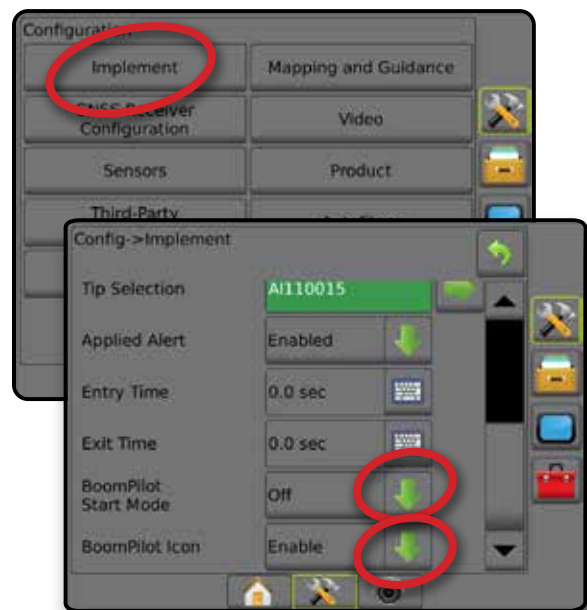 Configuration
Implement
Mapping and Guidance
GNSS Receiver
Configuration
Video
Sensors
Product
Third-Party
Config->Implement
Tip Selection
AI110015
Applied Alert
Enabled
Entry Time
0.0 sec
Exit Time
0.0 sec
BoomPilot
Start Mode
Off
BoomPilot Icon
Enable